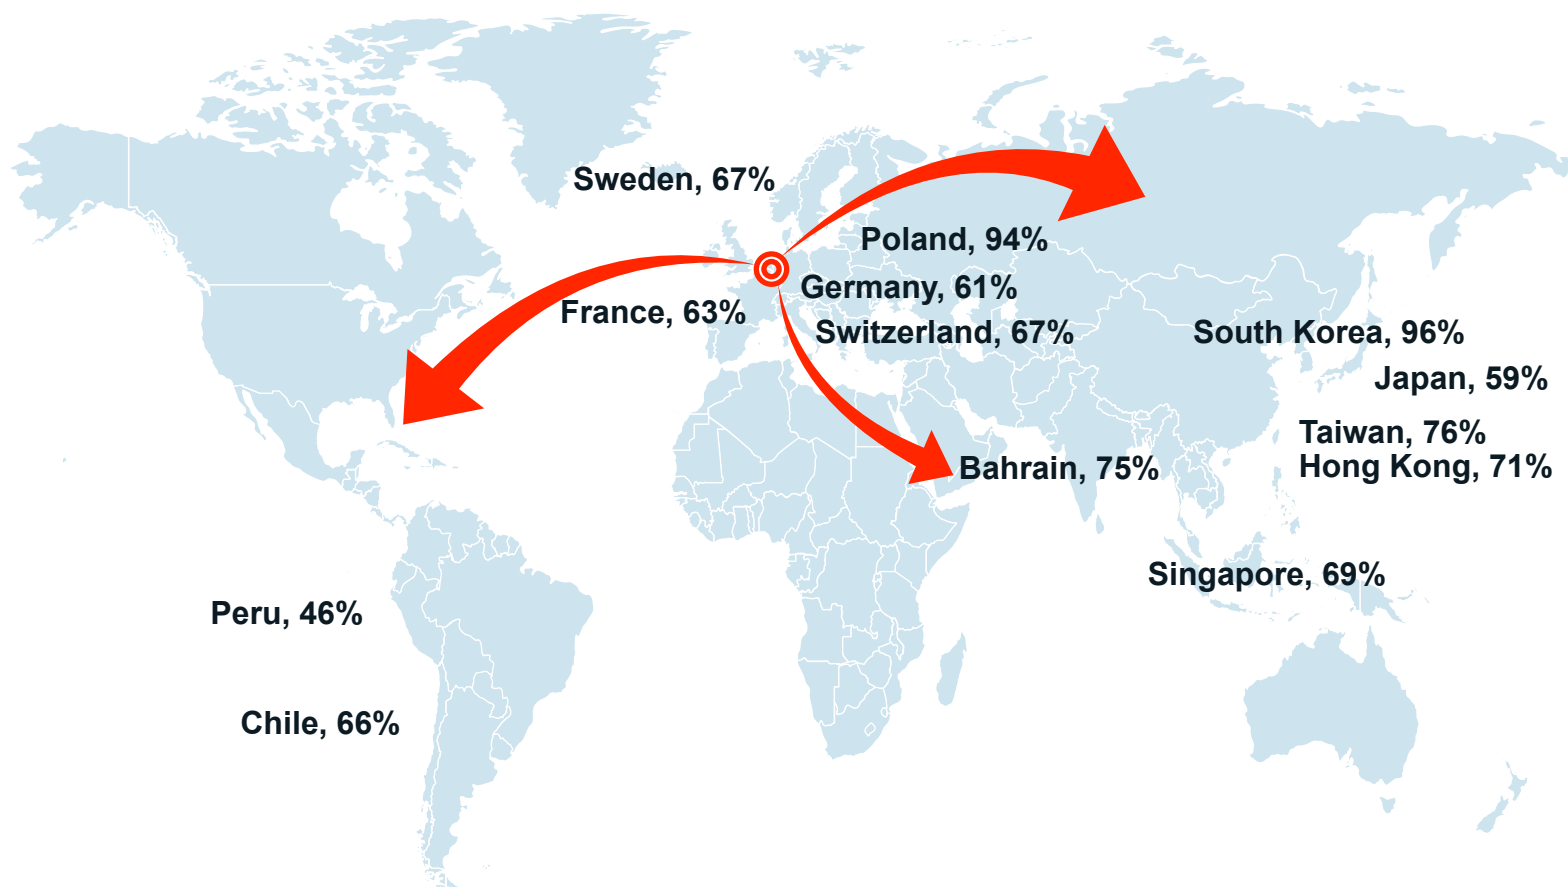 Sweden, 67%
Poland, 94%
Germany, 61%
France, 63%
Switzerland, 67%
South Korea, 96%
Japan, 59%
Taiwan, 76%
Hong Kong, 71%
Bahrain, 75%
Singapore, 69%
Peru, 46%
Chile, 66%